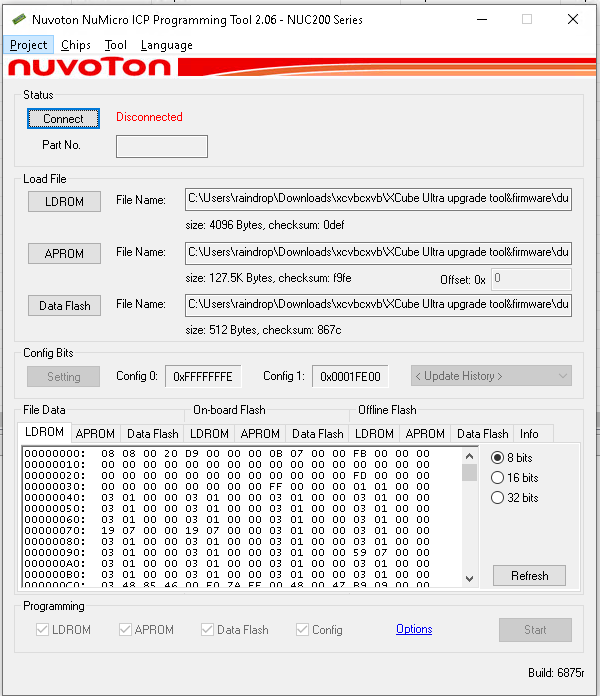 Nuvoton NuMicro ICP Programming Tool 2.06 - NUC200 Series
Project Chips Tool Language
nuvoTon
Status
Connect Disconnected
Part No.
Load File
LDROM File Name: C:\Users\raindrop\Downloads\xcvbcxvb\XCube Ultra upgrade tool&firmware\du
size: 4096 Bytes, checksum: 0def
APROM File Name: C:\Users\raindrop\Downloads\xcvbcxvb\XCube Ultra upgrade tool&firmware\du
size: 127.5K Bytes, checksum: f9fe Offset: 0x 0
Data Flash File Name: C:\Users\raindrop\Downloads\xcvbcxvb\XCube Ultra upgrade tool&firmware\du
size: 512 Bytes, checksum: 867c
Config Bits
Setting Config 0: 0xFFFFFFFE Config 1: 0x0001FE00 < Update History >
File Data On-board Flash Offline Flash
LDROM APROM Data Flash LDROM APROM Data Flash LDROM APROM Data Flash Info
00000000: 08 08 00 20 D9 00 00 00 0B 07 00 00 FB 00 00 00 8 bits
00000010: 00 00 00 00 00 00 00 00 00 00 00 00 00 00 00 00
00000020: 00 00 00 00 00 00 00 00 00 00 00 00 FD 00 00 00 16 bits
00000030: 00 00 00 00 00 00 00 00 FF 00 00 00 01 01 00 00
00000040: 03 01 00 00 03 01 00 00 03 01 00 00 03 01 00 00 32 bits
00000050: 03 01 00 00 03 01 00 00 03 01 00 00 03 01 00 00
00000060: 03 01 00 00 03 01 00 00 03 01 00 00 03 01 00 00
00000070: 19 07 00 00 19 07 00 00 03 01 00 00 03 01 00 00
00000080: 03 01 00 00 03 01 00 00 03 01 00 00 03 01 00 00
00000090: 03 01 00 00 03 01 00 00 03 01 00 00 59 07 00 00
000000A0: 03 01 00 00 03 01 00 00 03 01 00 00 03 01 00 00
000000B0: 03 01 00 00 03 01 00 00 03 01 00 00 03 01 00 00
000000C0: 03 48 85 46 00 F0 7A FF 00 48 00 47 B9 09 00 00
Refresh
Programming
LDROM APROM Data Flash Config Options Start
Build: 6875r